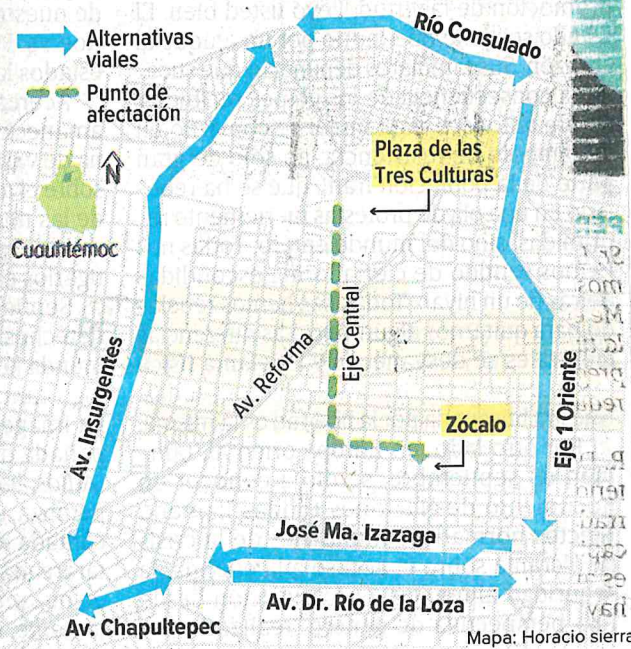 Alternativas
viales
Punto de
afectación
N
Cuauhtémoc
Río Consulado
Plaza de las
Tres Culturas
Av. Insurgentes
Av. Reforma
Eje Central
Eje 1 Oriente
Zócalo
José Ma. Izazaga
Av. Dr. Río de la Loza
Av. Chapultepec
Mapa: Horacio sierra